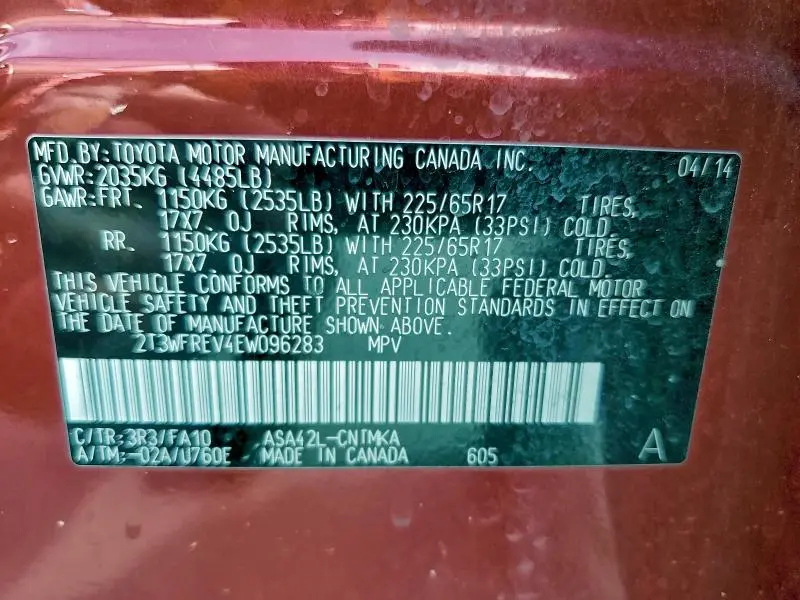 MFD. BY: TOYOTA MOTOR MANUFACTURING CANADA INC. 04/14
GVWR: 2035KG (4485LB)
GAWR: FRT. 1150KG (2535LB) WITH 225/65R17 TIRES,
17X7. 0J RIMS, AT 230KPA (33PSI) COLD.
RR. 1150KG (2535LB) WITH 225/65R17 TIRES,
17X7. 0J RIMS, AT 230KPA (33PSI) COLD.
THIS VEHICLE CONFORMS TO ALL APPLICABLE FEDERAL MOTOR
VEHICLE SAFETY AND THEFT PREVENTION STANDARDS IN EFFECT ON
THE DATE OF MANUFACTURE SHOWN ABOVE.
2T3WFREV4EW096283 MPV
C/TR: 3R3/FA10 ASA42L-CNTMKA
A/TM: -02A/U760E MADE IN CANADA 605 A